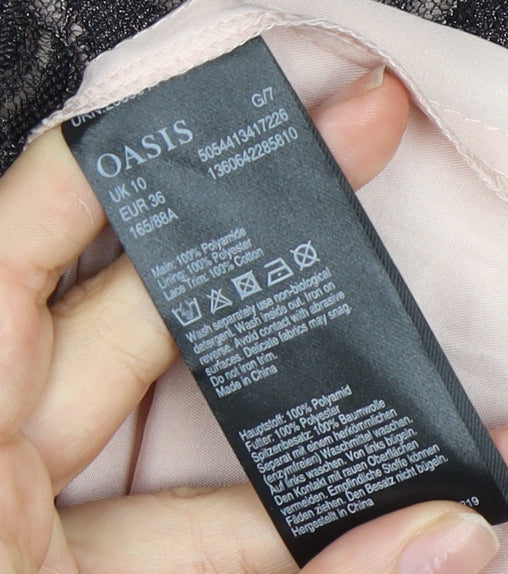 G/7
OASIS
5054413417226
UK 10
1360642285810
EUR 36
165/88A
Main: 100% Polyamide
Lining: 100% Polyester
Lace Trim: 100% Cotton
Wash separately use non-biological
detergent. Wash inside out. Iron on
reverse. Avoid contact with abrasive
surfaces. Delicate fabrics may snag.
Do not iron trim.
Made in China
Hauptstoff: 100% Polyamid
Futter: 100% Polyester
Spitzenbesatz: 100% Baumwolle
Separat mit einem herkömmlichen
(enzymfreien) Waschmittel waschen.
Auf links waschen. Von links bügeln.
Den Kontakt mit rauen Oberflächen
vermeiden. Empfindliche Stoffe können
Fäden ziehen. Den Besatz nicht bügeln.
Hergestellt in China